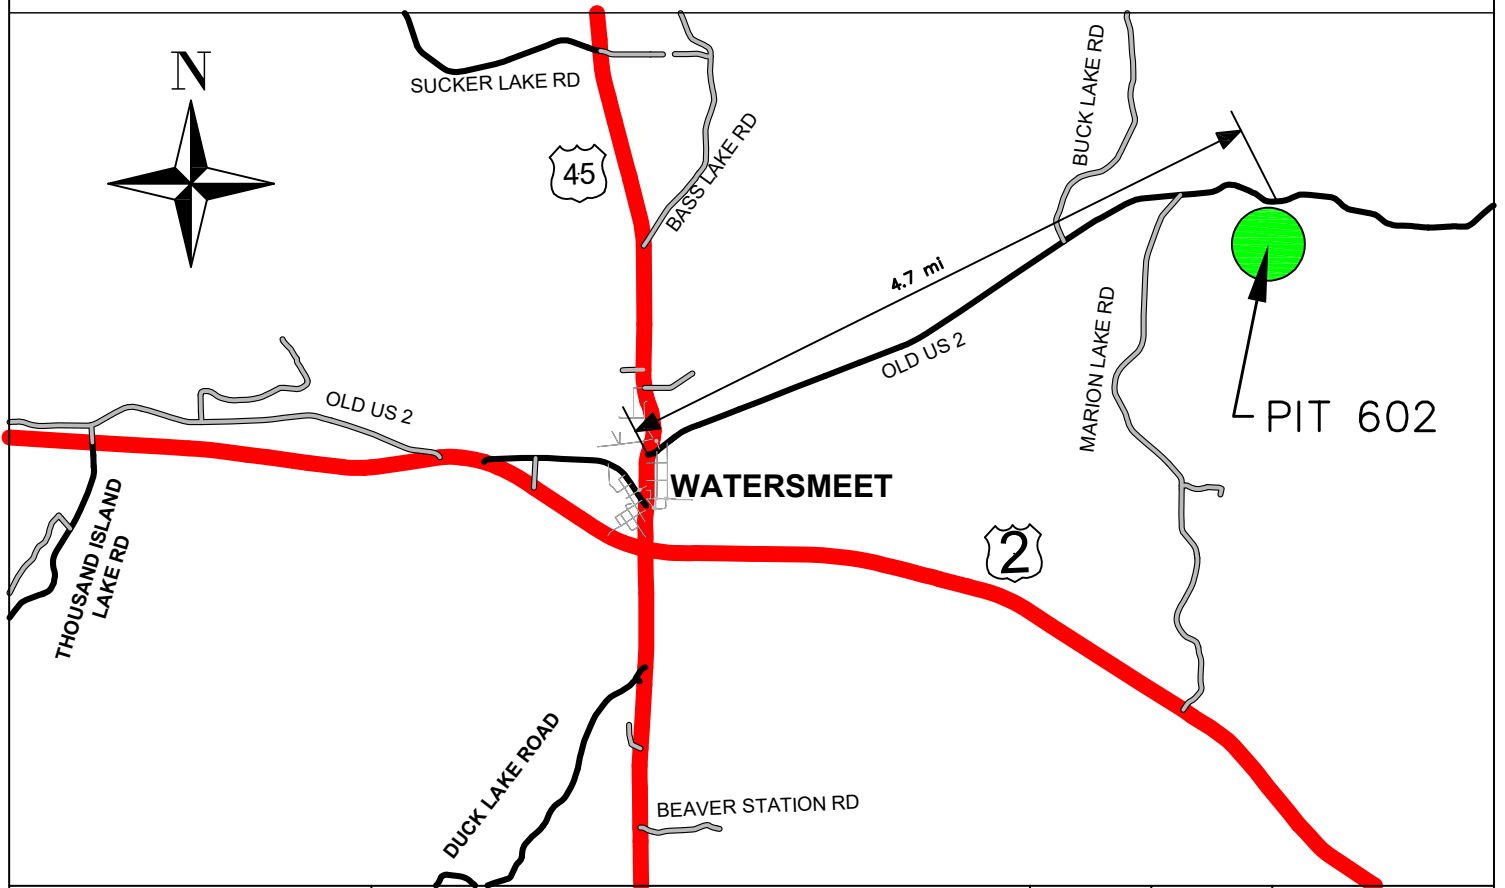 N
SUCKER LAKE RD
45
BASS LAKE RD
BUCK LAKE RD
4.7 mi
OLD US 2
MARION LAKE RD
PIT 602
OLD US 2
WATERSMEET
2
THOUSAND ISLAND
LAKE RD
DUCK LAKE ROAD
BEAVER STATION RD